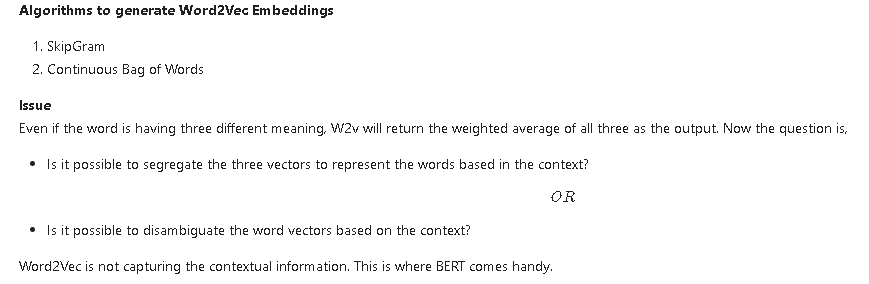 Algorithms to generate Word2Vec Embeddings
1. SkipGram
2. Continuous Bag of Words
Issue
Even if the word is having three different meaning, W2v will return the weighted average of all three as the output. Now the question is,
• Is it possible to segregate the three vectors to represent the words based in the context?
OR
• Is it possible to disambiguate the word vectors based on the context?
Word2Vec is not capturing the contextual information. This is where BERT comes handy.